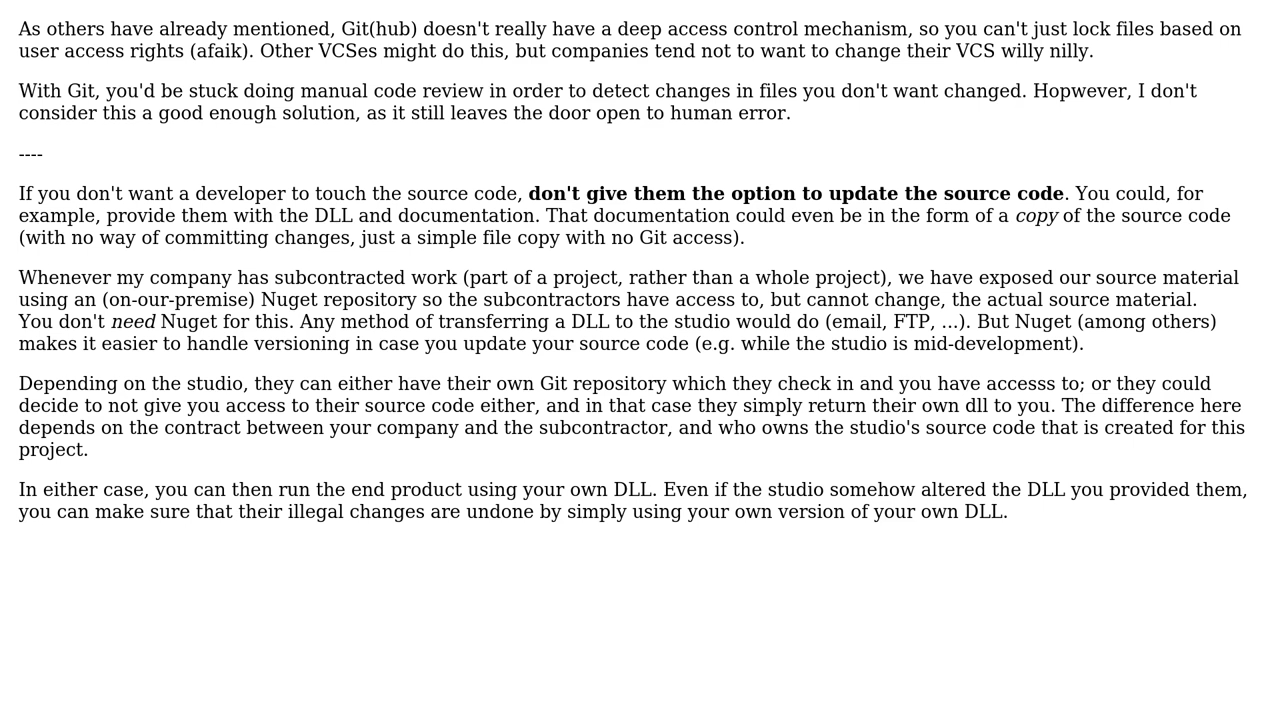 As others have already mentioned, Git(hub) doesn't really have a deep access control mechanism, so you can't just lock files based on
user access rights (afaik). Other VCSes might do this, but companies tend not to want to change their VCS willy nilly.
With Git, you'd be stuck doing manual code review in order to detect changes in files you don't want changed. Hopwever, I don't
consider this a good enough solution, as it still leaves the door open to human error.
----
If you don't want a developer to touch the source code, don't give them the option to update the source code. You could, for
example, provide them with the DLL and documentation. That documentation could even be in the form of a copy of the source code
(with no way of committing changes, just a simple file copy with no Git access).
Whenever my company has subcontracted work (part of a project, rather than a whole project), we have exposed our source material
using an (on-our-premise) Nuget repository so the subcontractors have access to, but cannot change, the actual source material.
You don't need Nuget for this. Any method of transferring a DLL to the studio would do (email, FTP, ...). But Nuget (among others)
makes it easier to handle versioning in case you update your source code (e.g. while the studio is mid-development).
Depending on the studio, they can either have their own Git repository which they check in and you have accesss to; or they could
decide to not give you access to their source code either, and in that case they simply return their own dll to you. The difference here
depends on the contract between your company and the subcontractor, and who owns the studio's source code that is created for this
project.
In either case, you can then run the end product using your own DLL. Even if the studio somehow altered the DLL you provided them,
you can make sure that their illegal changes are undone by simply using your own version of your own DLL.